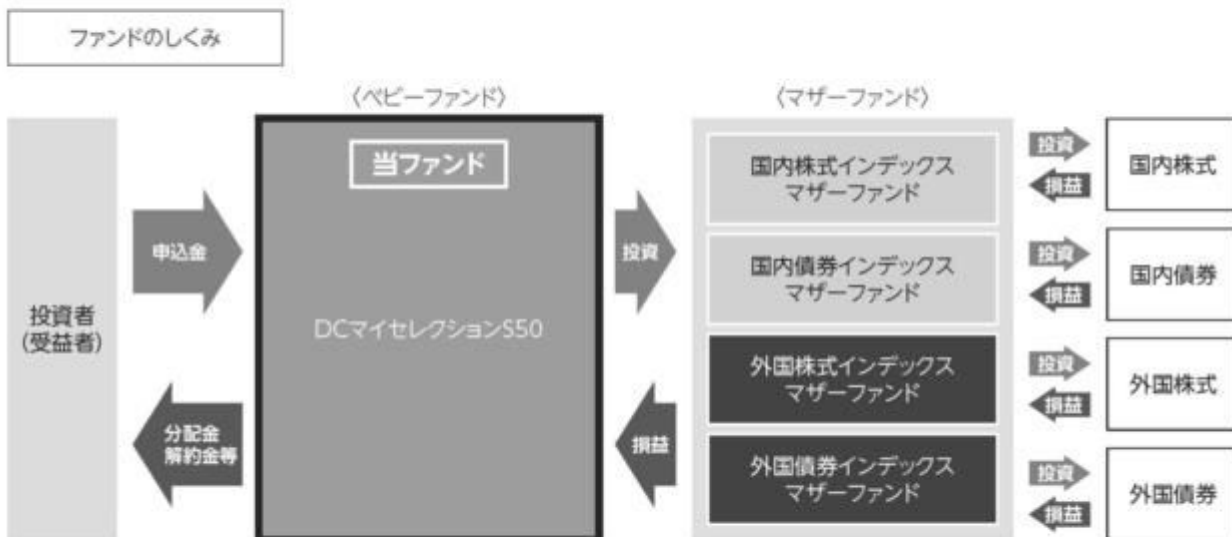 ファンドのしくみ
〈ベビーファンド〉
〈マザーファンド〉
投資者
(受益者)
申込金
分配金
解約金等
当ファンド
DCマイセレクションS50
投資
損益
国内株式インデックス
マザーファンド
投資
損益
国内株式
国内債券インデックス
マザーファンド
投資
損益
国内債券
外国株式インデックス
マザーファンド
投資
損益
外国株式
外国債券インデックス
マザーファンド
投資
損益
外国債券